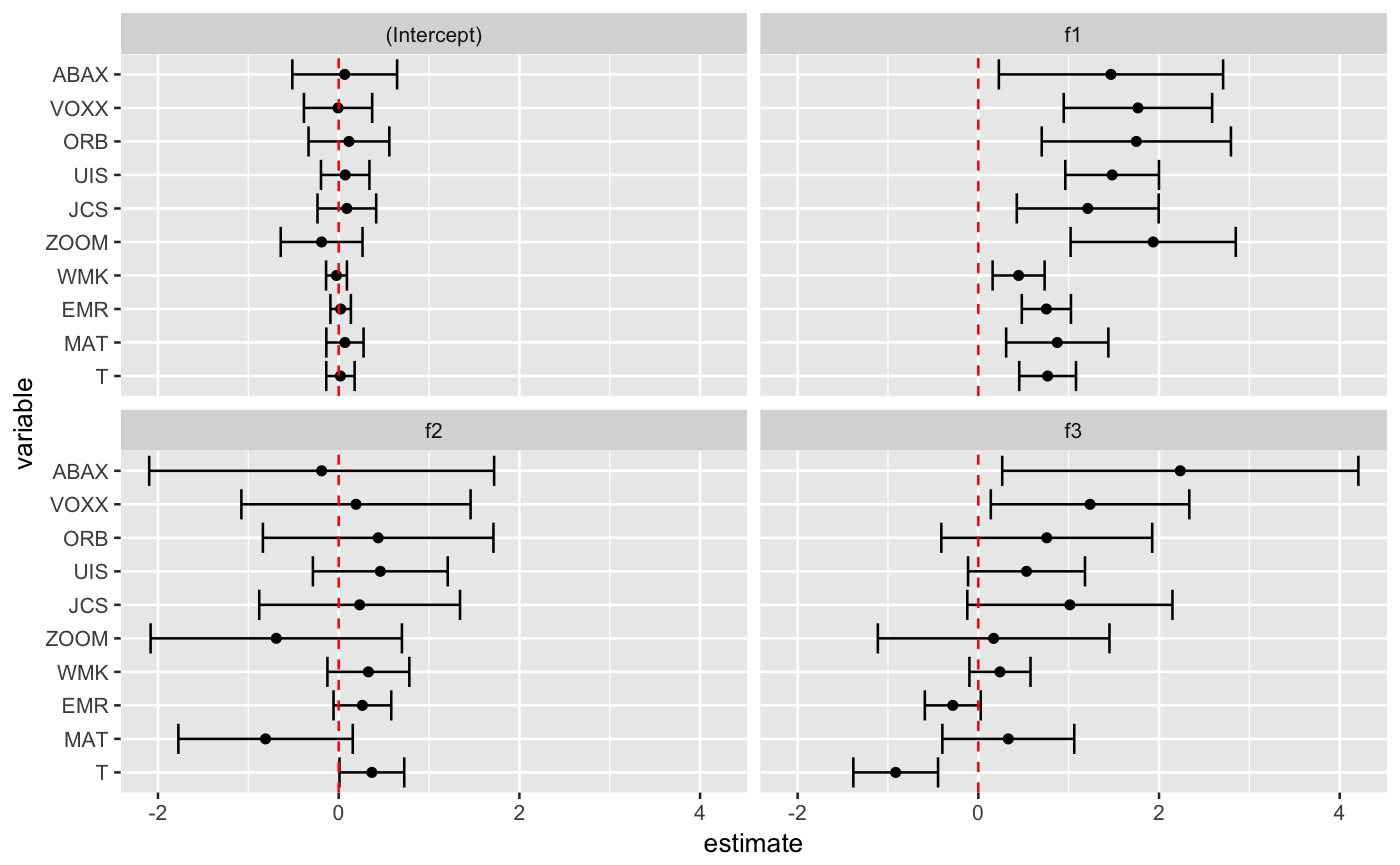 (Intercept) f1
ABAX
VOXX
ORB
UIS
JCS
ZOOM
WMK
EMR
MAT
T
variable
f2 f3
ABAX
VOXX
ORB
UIS
JCS
ZOOM
WMK
EMR
MAT
T
-2 0 2 4 -2 0 2 4
estimate